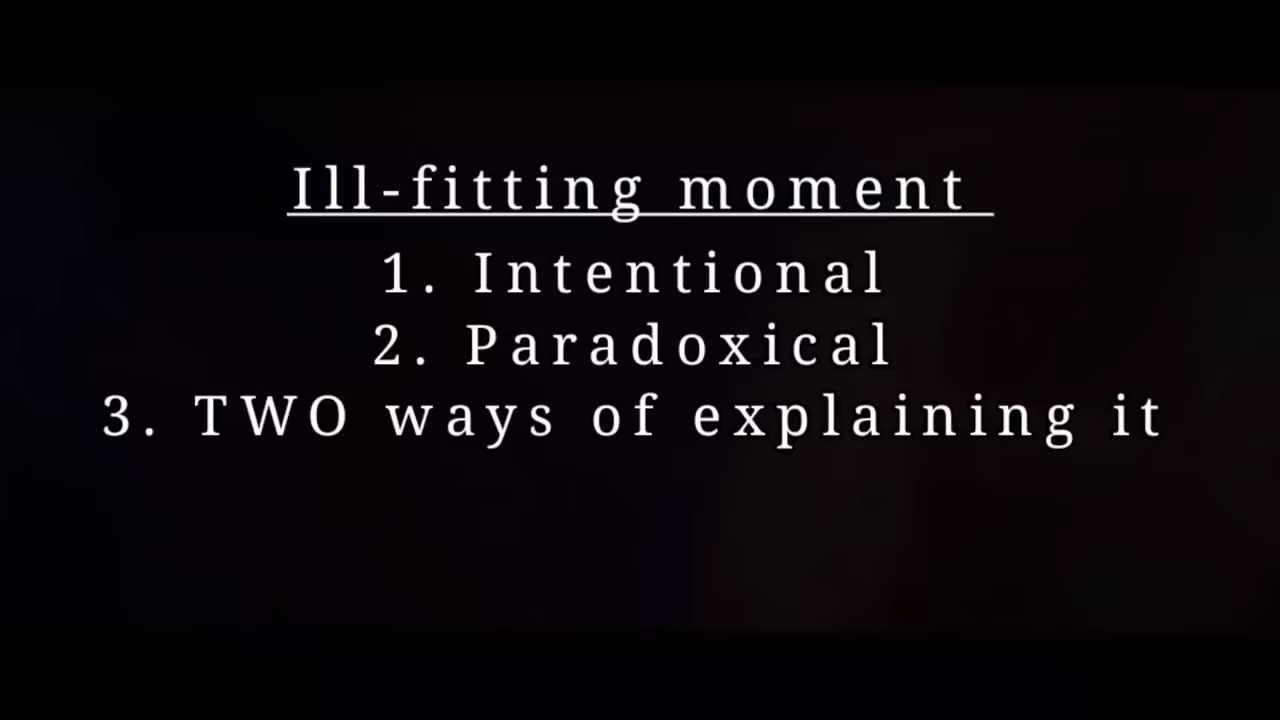 Ill-fitting moment
1. Intentional
2. Paradoxical
3. TWO ways of explaining it